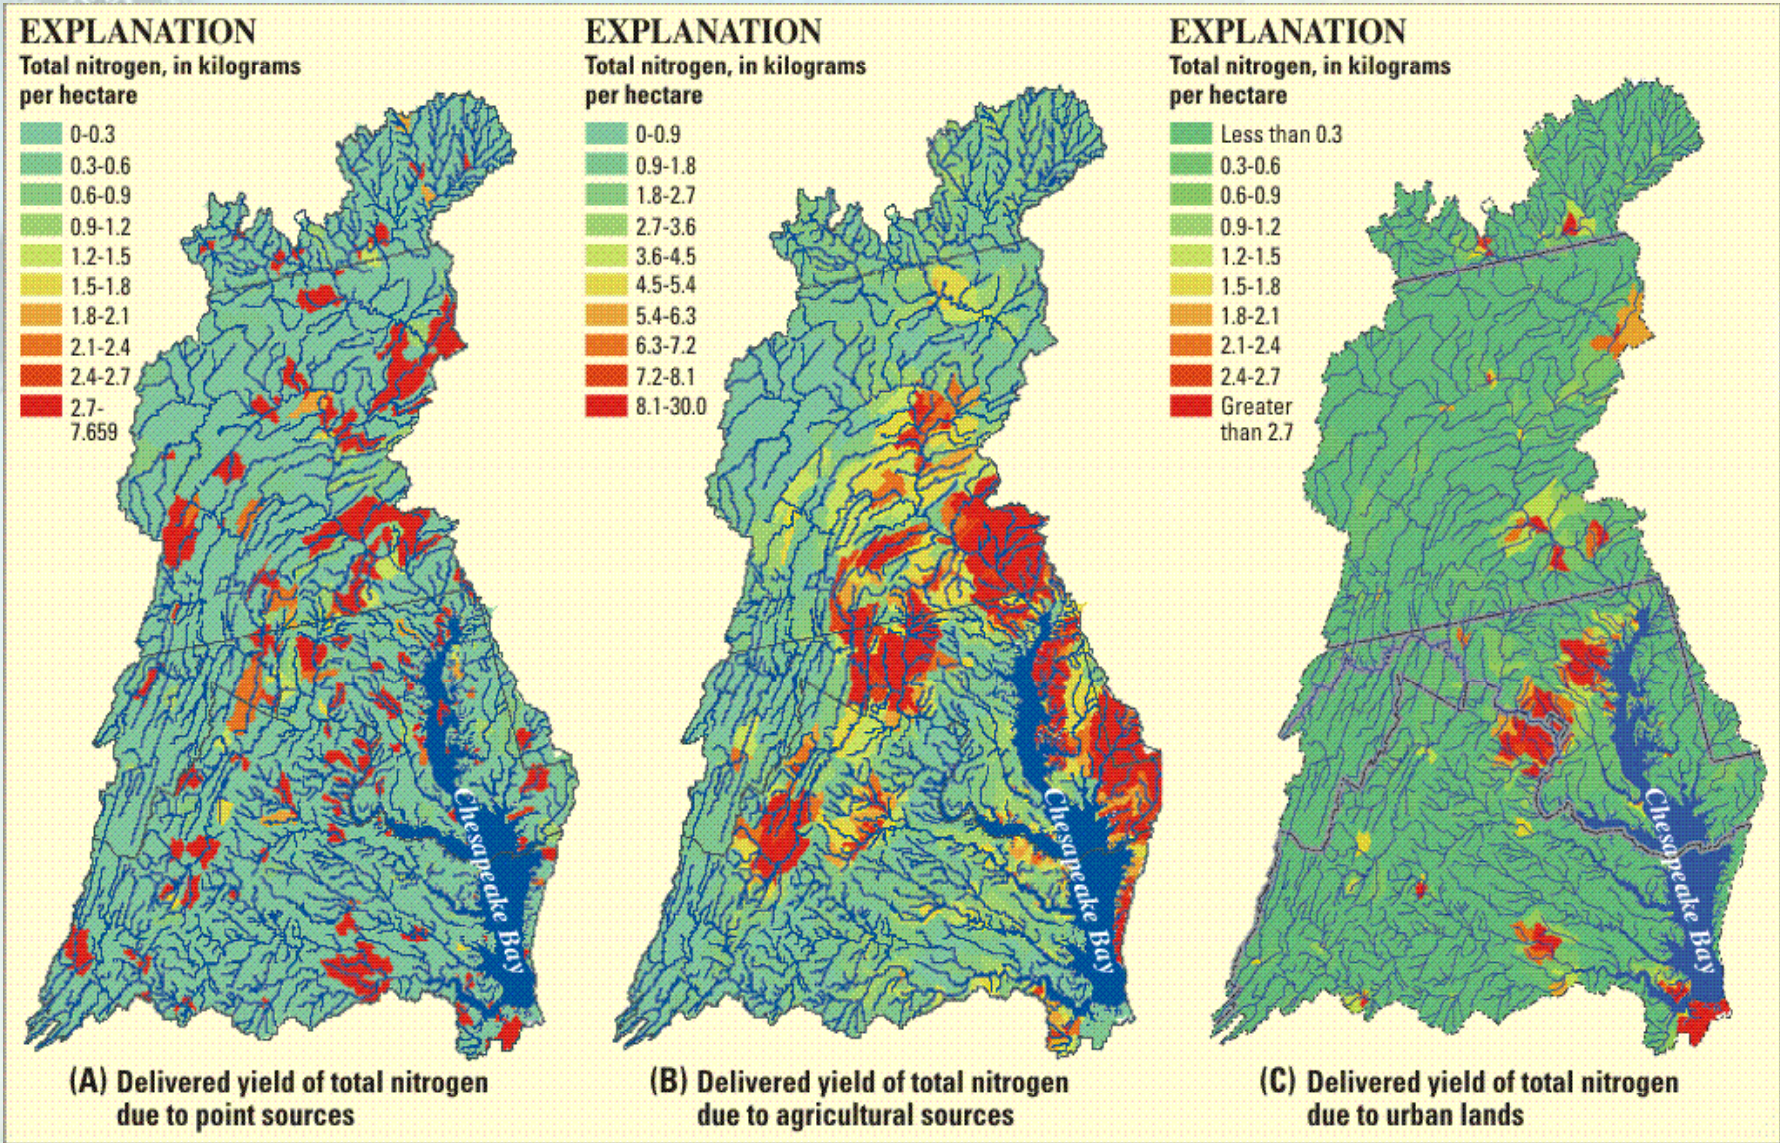 EXPLANATION
Total nitrogen, in kilograms
per hectare
0-0.3
0.3-0.6
0.6-0.9
0.9-1.2
1.2-1.5
1.5-1.8
1.8-2.1
2.1-2.4
2.4-2.7
2.7-
7.659
Chesapeake Bay
(A) Delivered yield of total nitrogen
due to point sources
EXPLANATION
Total nitrogen, in kilograms
per hectare
0-0.9
0.9-1.8
1.8-2.7
2.7-3.6
3.6-4.5
4.5-5.4
5.4-6.3
6.3-7.2
7.2-8.1
8.1-30.0
Chesapeake Bay
(B) Delivered yield of total nitrogen
due to agricultural sources
EXPLANATION
Total nitrogen, in kilograms
per hectare
Less than 0.3
0.3-0.6
0.6-0.9
0.9-1.2
1.2-1.5
1.5-1.8
1.8-2.1
2.1-2.4
2.4-2.7
Greater
than 2.7
Chesapeake Bay
(C) Delivered yield of total nitrogen
due to urban lands